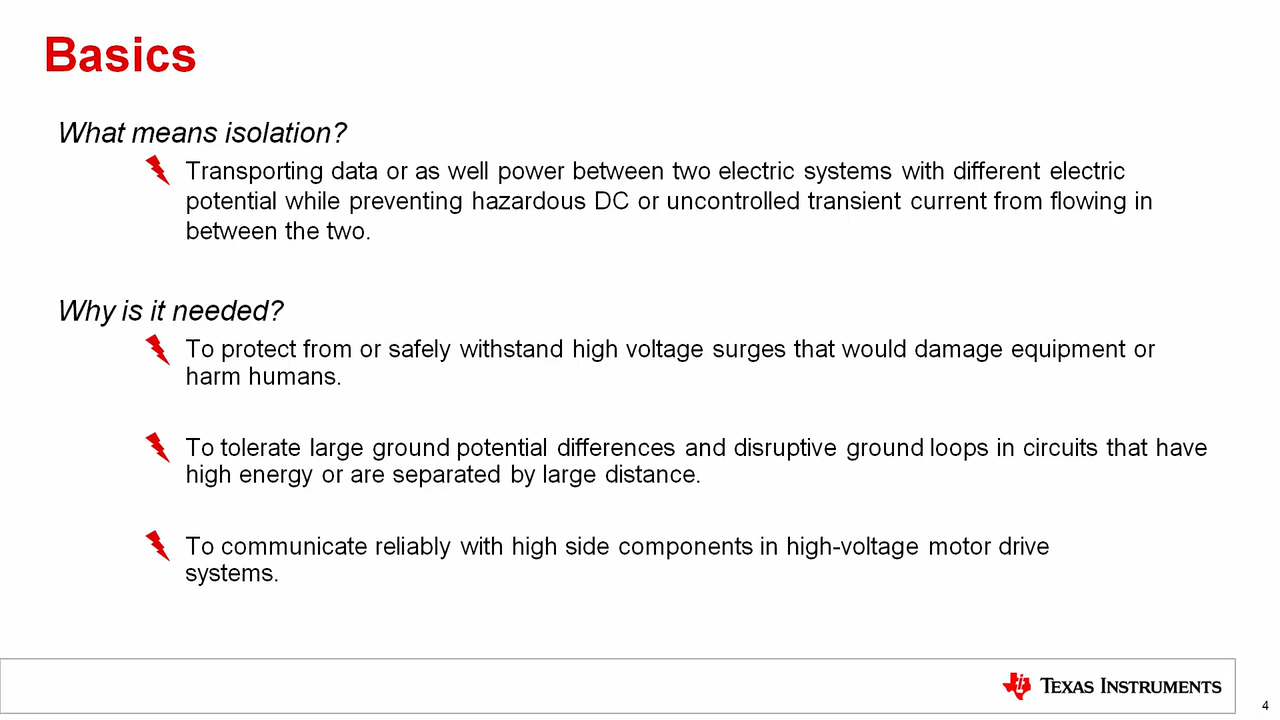 Basics
What means isolation?
Transporting data or as well power between two electric systems with different electric
potential while preventing hazardous DC or uncontrolled transient current from flowing in
between the two.
Why is it needed?
To protect from or safely withstand high voltage surges that would damage equipment or
harm humans.
To tolerate large ground potential differences and disruptive ground loops in circuits that have
high energy or are separated by large distance.
To communicate reliably with high side components in high-voltage motor drive
systems.
TEXAS INSTRUMENTS
4